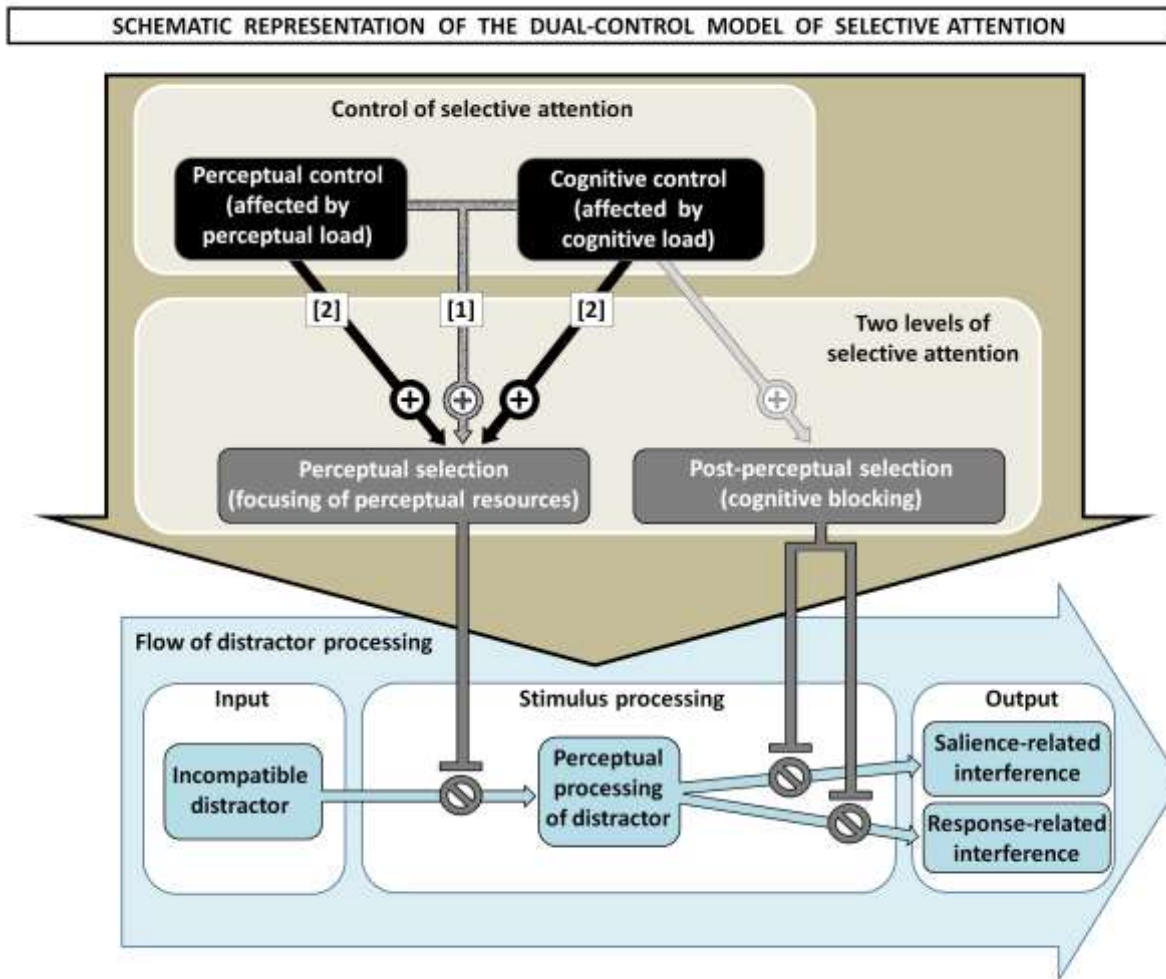 SCHEMATIC REPRESENTATION OF THE DUAL-CONTROL MODEL OF SELECTIVE ATTENTION
Control of selective attention
Perceptual control
(affected by
perceptual load)
Cognitive control
(affected by
cognitive load)
[2]
[1]
[2]
Two levels of
selective attention
+
+
+
+
Perceptual selection
(focusing of perceptual resources)
Post-perceptual selection
(cognitive blocking)
Flow of distractor processing
Input
Stimulus processing
Output
Incompatible
distractor
Perceptual
processing
of distractor
Salience-related
interference
Response-related
interference